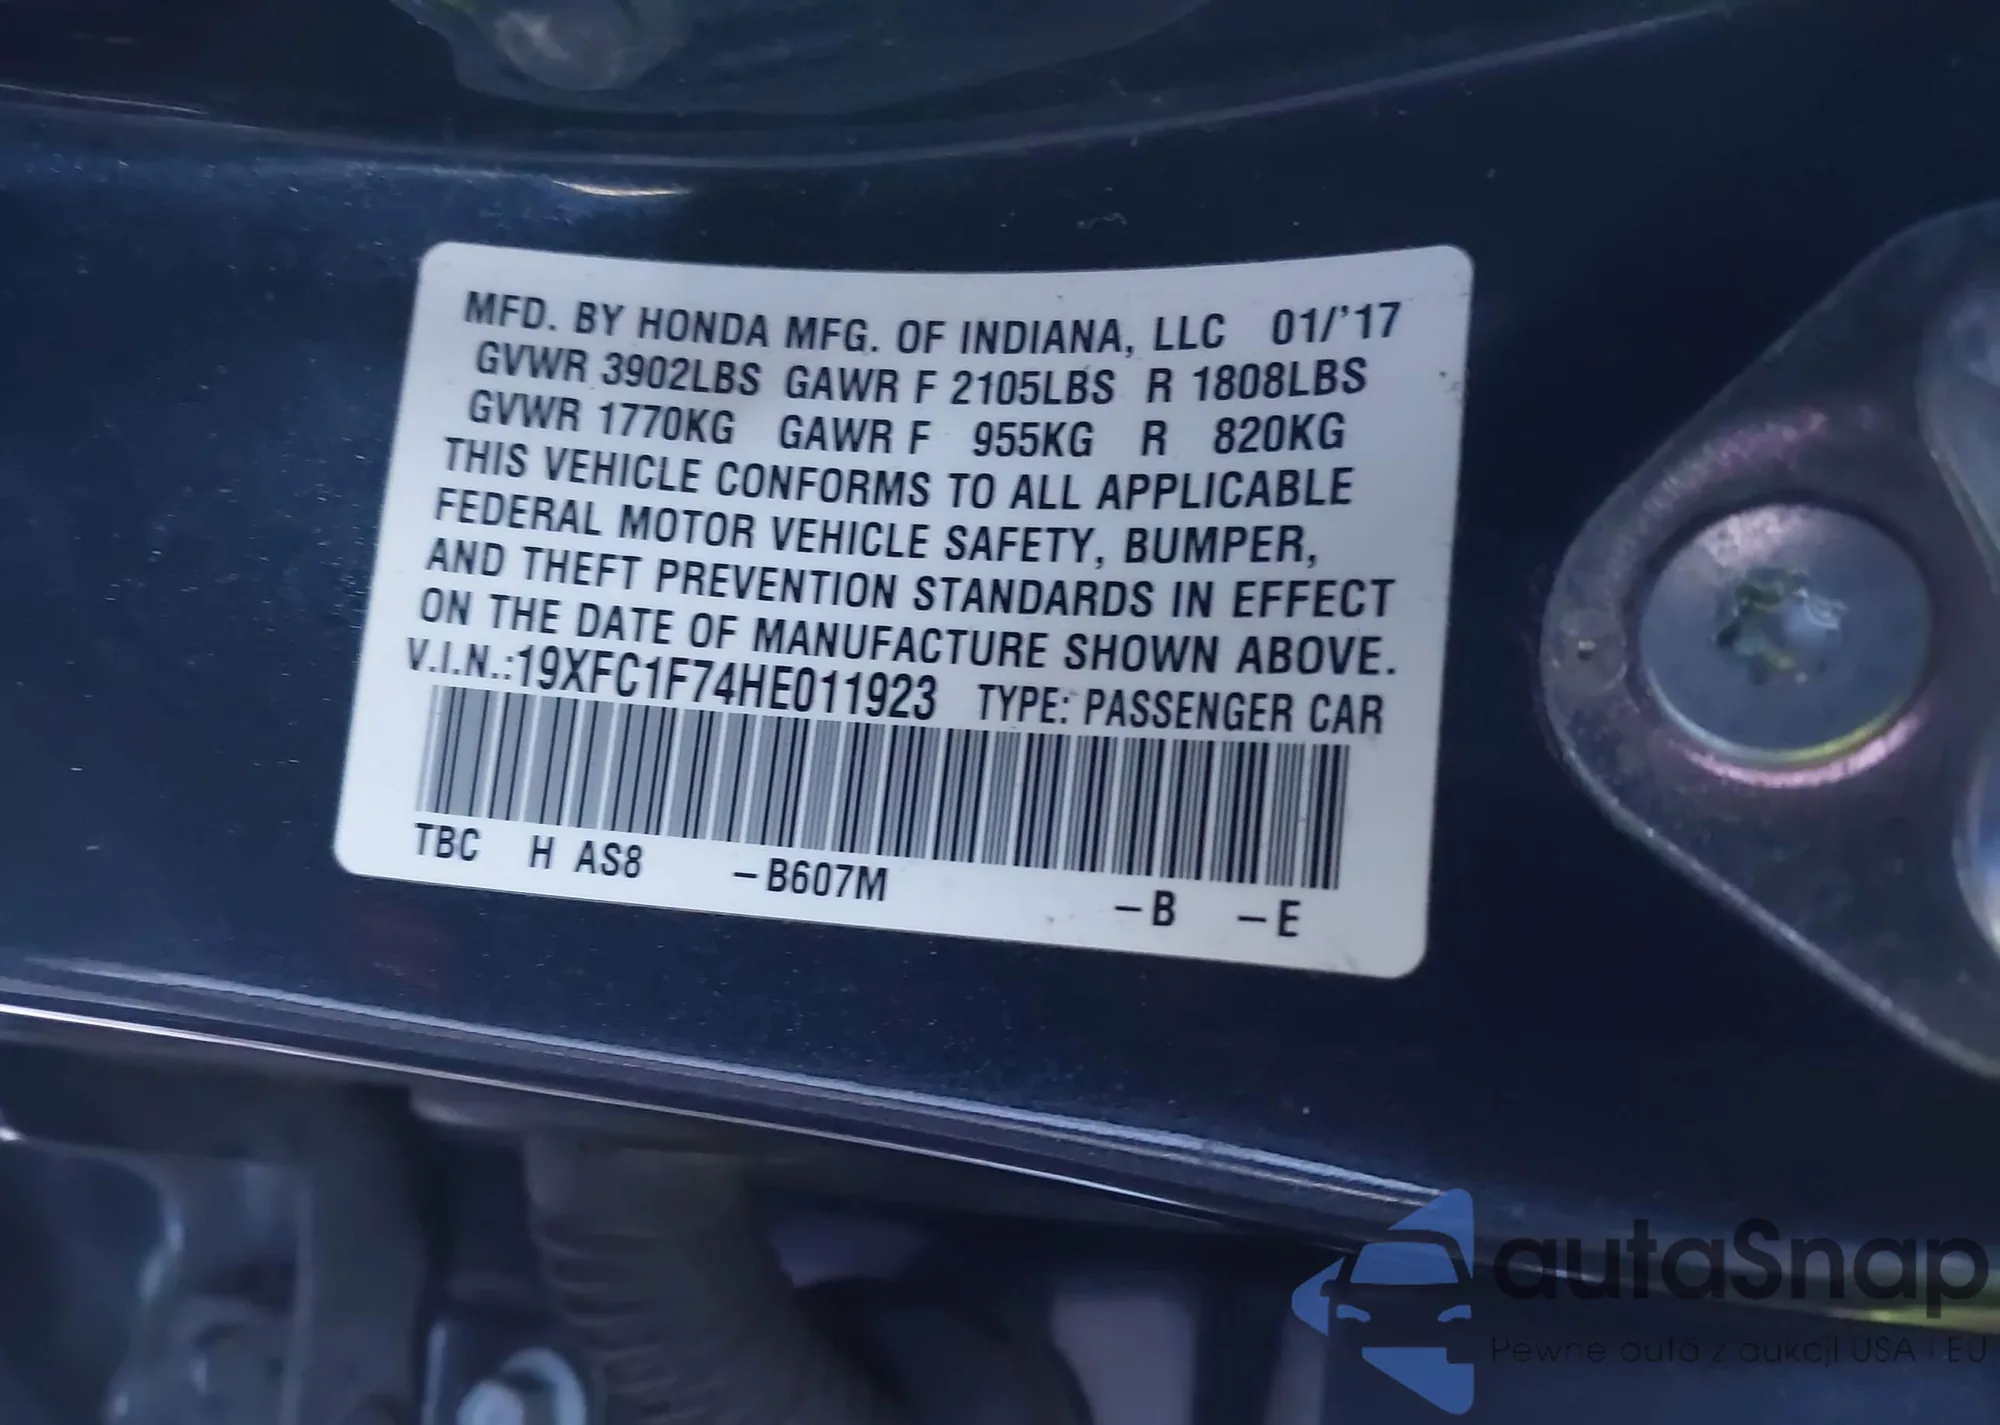 MFD. BY HONDA MFG. OF INDIANA, LLC 01/'17
GVWR 3902LBS GAWR F 2105LBS R 1808LBS
GVWR 1770KG GAWR F 955KG R 820KG
THIS VEHICLE CONFORMS TO ALL APPLICABLE
FEDERAL MOTOR VEHICLE SAFETY, BUMPER,
AND THEFT PREVENTION STANDARDS IN EFFECT
ON THE DATE OF MANUFACTURE SHOWN ABOVE.
V.I.N.:19XFC1F74HE011923 TYPE: PASSENGER CAR
TBC H AS8 –B607M –B –E
autaSnap
Pewne auta z aukcji USA i EU